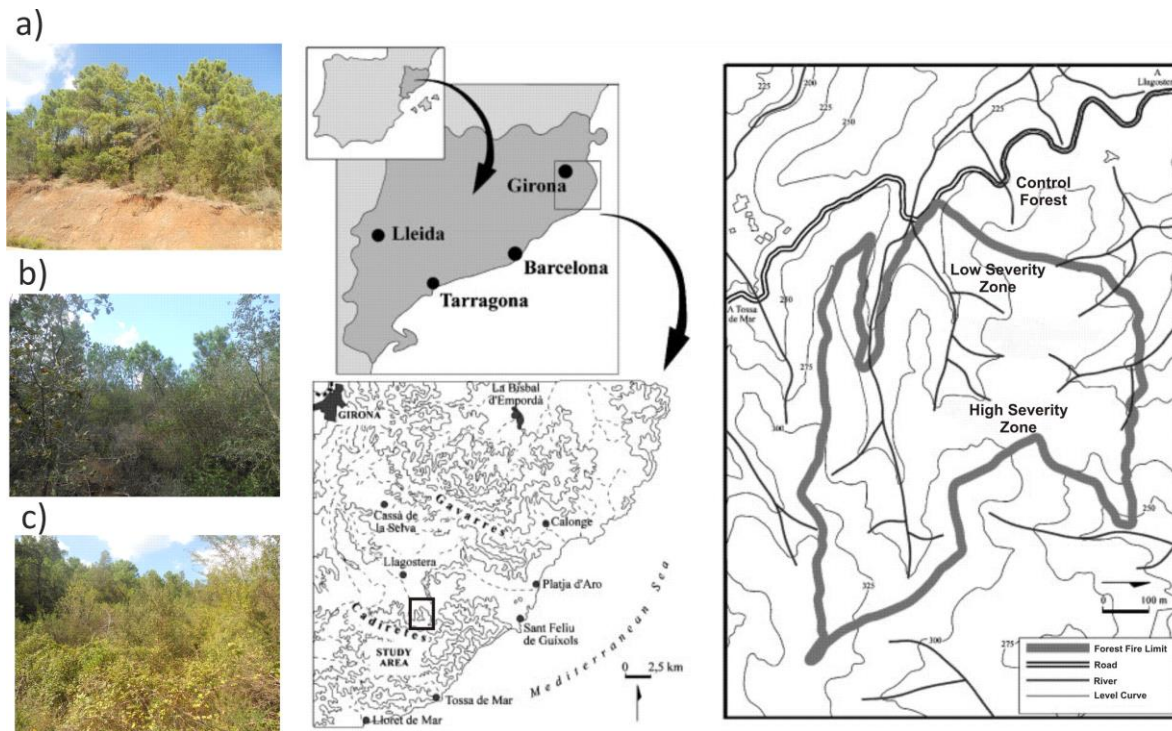 a)
b)
c)
Girona
Lleida
Barcelona
Tarragona
GIRONA
La Bisbal
d'Empordà
Gavarres
Cassà de
la Selva
Calonge
Llagostera
Platja d'Aro
Cadiretes
Sant Feliu
de Guíxols
STUDY
AREA
Mediterranean Sea
0 2,5 km
Tossa de Mar
Lloret de Mar
225
200
225
250
225
A
Llagostera
Control
Forest
Low Severity
Zone
250
A Tossa
de Mar
275
High Severity
Zone
300
250
325
300
275
0 100 m
Forest Fire Limit
Road
River
Level Curve